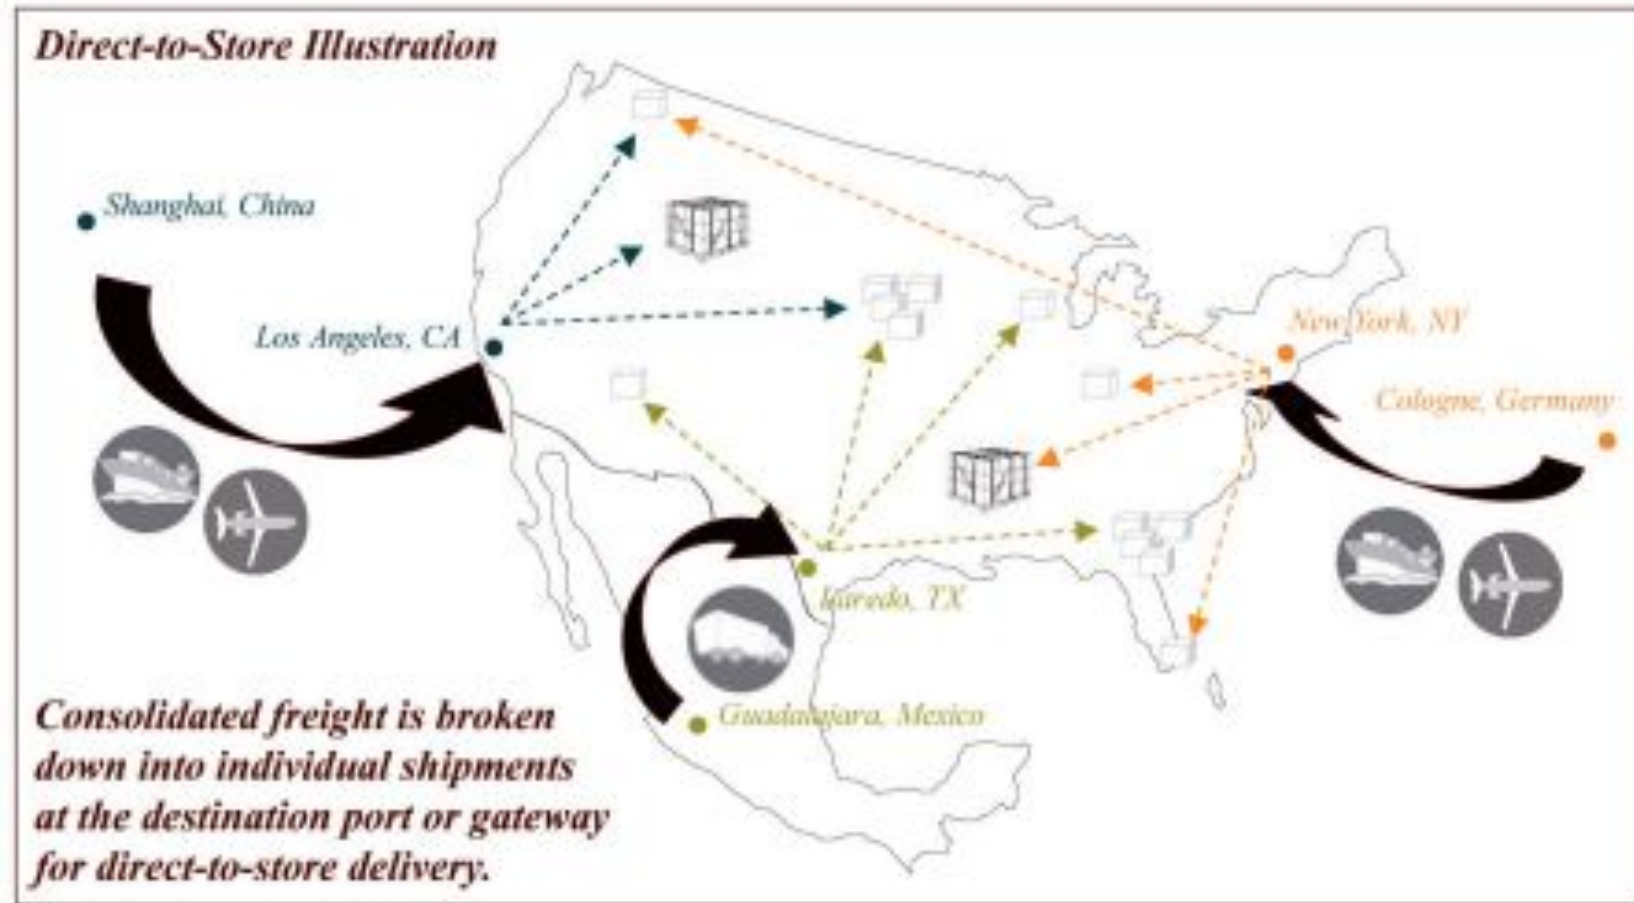 Direct-to-Store Illustration
Shanghai, China
Los Angeles, CA
New York, NY
Cologne, Germany
Laredo, TX
Guadalajara, Mexico
Consolidated freight is broken
down into individual shipments
at the destination port or gateway
for direct-to-store delivery.